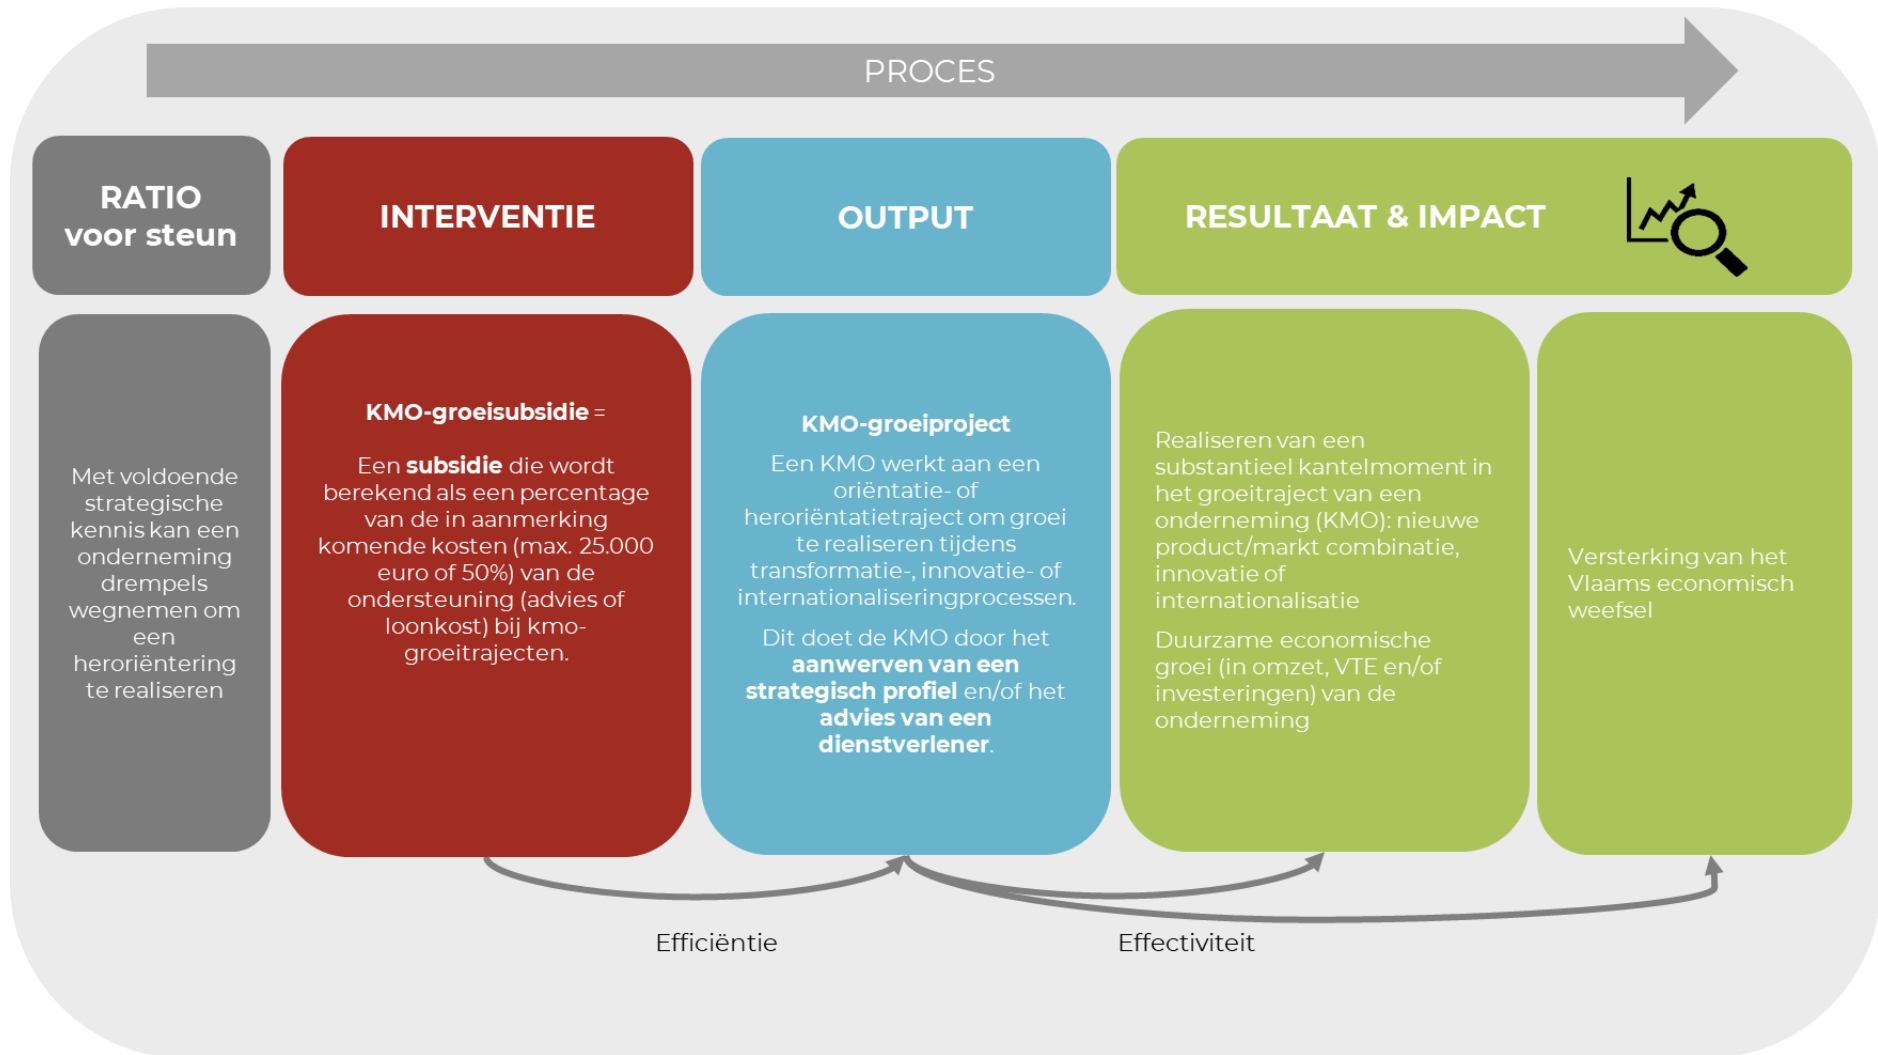 PROCES
RATIO
voor steun
INTERVENTIE
OUTPUT
RESULTAAT & IMPACT
Met voldoende
strategische
kennis kan een
onderneming
drempels
wegnemen om
een
heroriëntering
te realiseren
KMO-groeisubsidie =
Een subsidie die wordt
berekend als een percentage
van de in aanmerking
komende kosten (max. 25.000
euro of 50%) van de
ondersteuning (advies of
loonkost) bij kmo-
groeitrajecten.
KMO-groeiproject
Een KMO werkt aan een
oriëntatie- of
heroriëntatietraject om groei
te realiseren tijdens
transformatie-, innovatie- of
internationaliseringprocessen.
Dit doet de KMO door het
aanwerven van een
strategisch profiel en/of het
advies van een
dienstverlener.
Realiseren van een
substantieel kantelmoment in
het groeitraject van een
onderneming (KMO): nieuwe
product/markt combinatie,
innovatie of
internationalisatie
Duurzame economische
groei (in omzet, VTE en/of
investeringen) van de
onderneming
Versterking van het
Vlaams economisch
weefsel
Efficiëntie
Effectiviteit